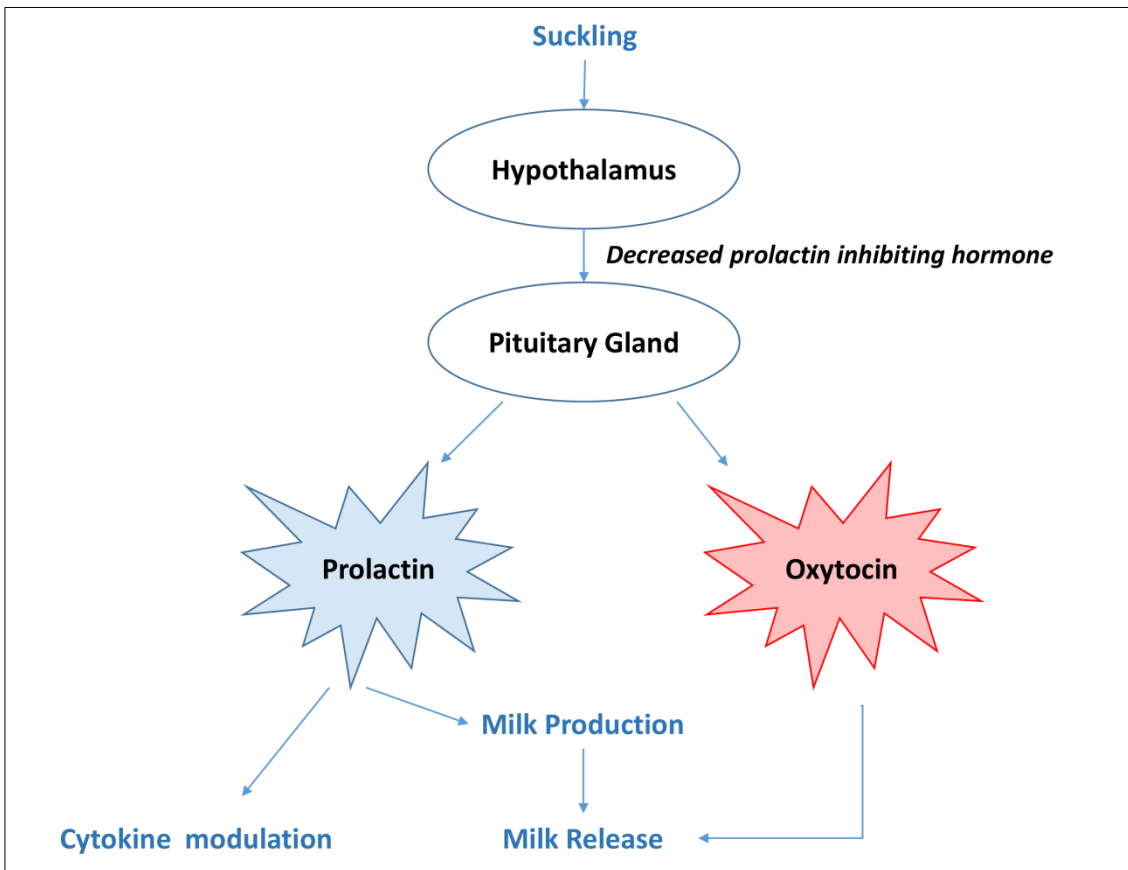 Suckling
Hypothalamus
Decreased prolactin inhibiting hormone
Pituitary Gland
Prolactin
Oxytocin
Milk Production
Cytokine modulation
Milk Release